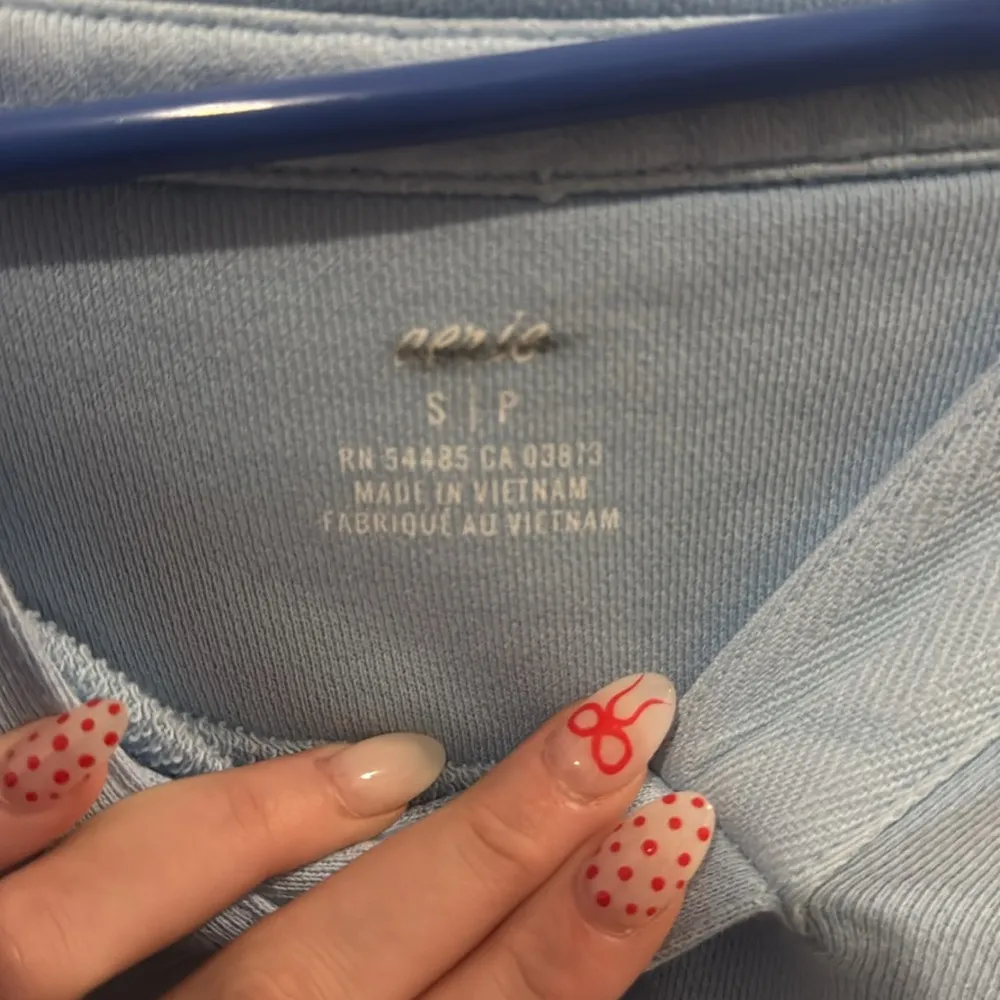 aerie
S | P
RN 54485 CA 03813
MADE IN VIETNAM
FABRIQUÉ AU VIETNAM